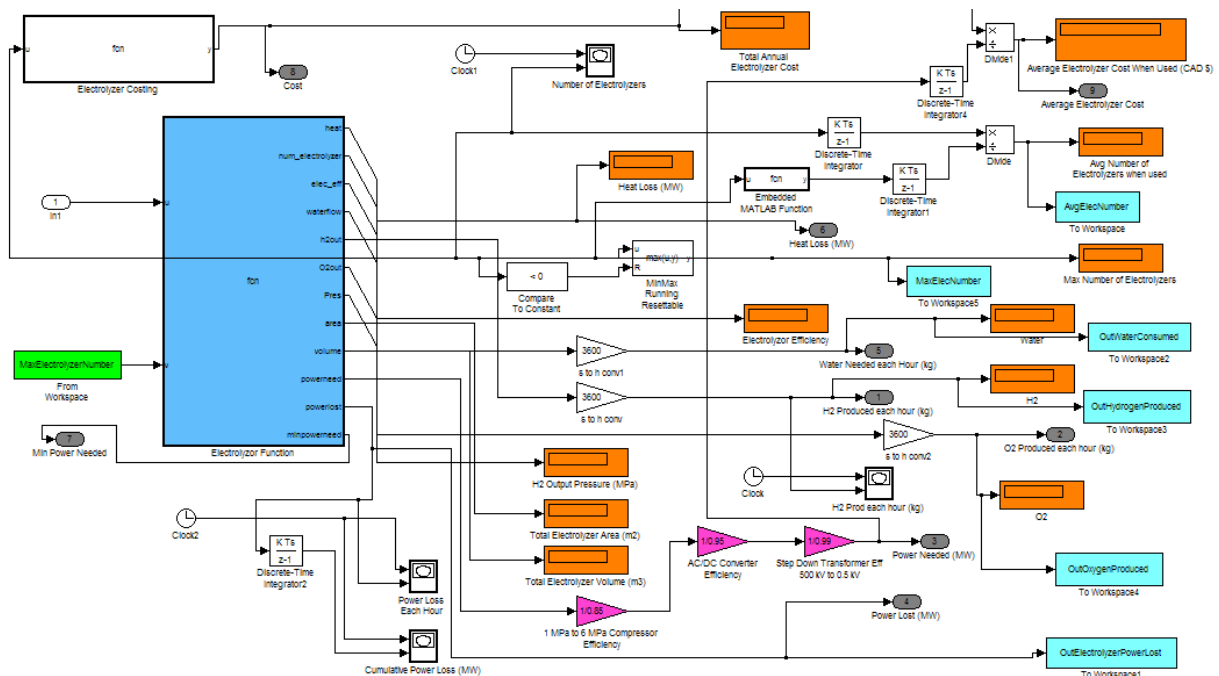 fcn
u
y
Electrolyzer Costing
8
Cost
Clock1
Number of Electrolyzers
Total Annual
Electrolyzer Cost
×
÷
Divide1
Average Electrolyzer Cost When Used (CAD $)
9
Average Electrolyzer Cost
K Ts
z-1
Discrete-Time
Integrator4
heat
num_electrolyzer
elec_eff
waterflow
h2out
O2out
Pres
area
volume
powerneed
powerlost
minpowerneed
u
v
fcn
Electrolyzor Function
1
In1
Heat Loss (MW)
K Ts
z-1
Discrete-Time
Integrator
u
fcn
y
Embedded
MATLAB Function
K Ts
z-1
Discrete-Time
Integrator1
×
÷
Divide
Avg Number of
Electrolyzers when
used
AvgElecNumber
To Workspace
6
Heat Loss (MW)
< 0
Compare
To Constant
u
R
max(u,y)
y
MinMax
Running
Resettable
MaxElecNumber
To Workspace5
Max Number of Electrolyzers
Electrolyzor Efficiency
Water
OutWaterConsumed
To Workspace2
MaxElectrolyzerNumber
From
Workspace
3600
s to h conv1
5
Water Needed each Hour (kg)
3600
s to h conv
1
H2 Produced each hour (kg)
H2
OutHydrogenProduced
To Workspace3
7
Min Power Needed
3600
s to h conv2
2
O2 Produced each hour (kg)
H2 Output Pressure (MPa)
Clock
H2 Prod each hour (kg)
O2
Clock2
K Ts
z-1
Discrete-Time
Integrator2
Total Electrolyzer Area (m2)
1/0.95
AC/DC Converter
Efficiency
1/0.99
Step Down Transformer Eff
500 kV to 0.5 kV
3
Power Needed (MW)
Power Loss
Each Hour
Total Electrolyzer Volume (m3)
OutOxygenProduced
To Workspace4
1/0.85
1 MPa to 6 MPa Compressor
Efficiency
4
Power Lost (MW)
Cumulative Power Loss (MW)
OutElectrolyzerPowerLost
To Workspace1